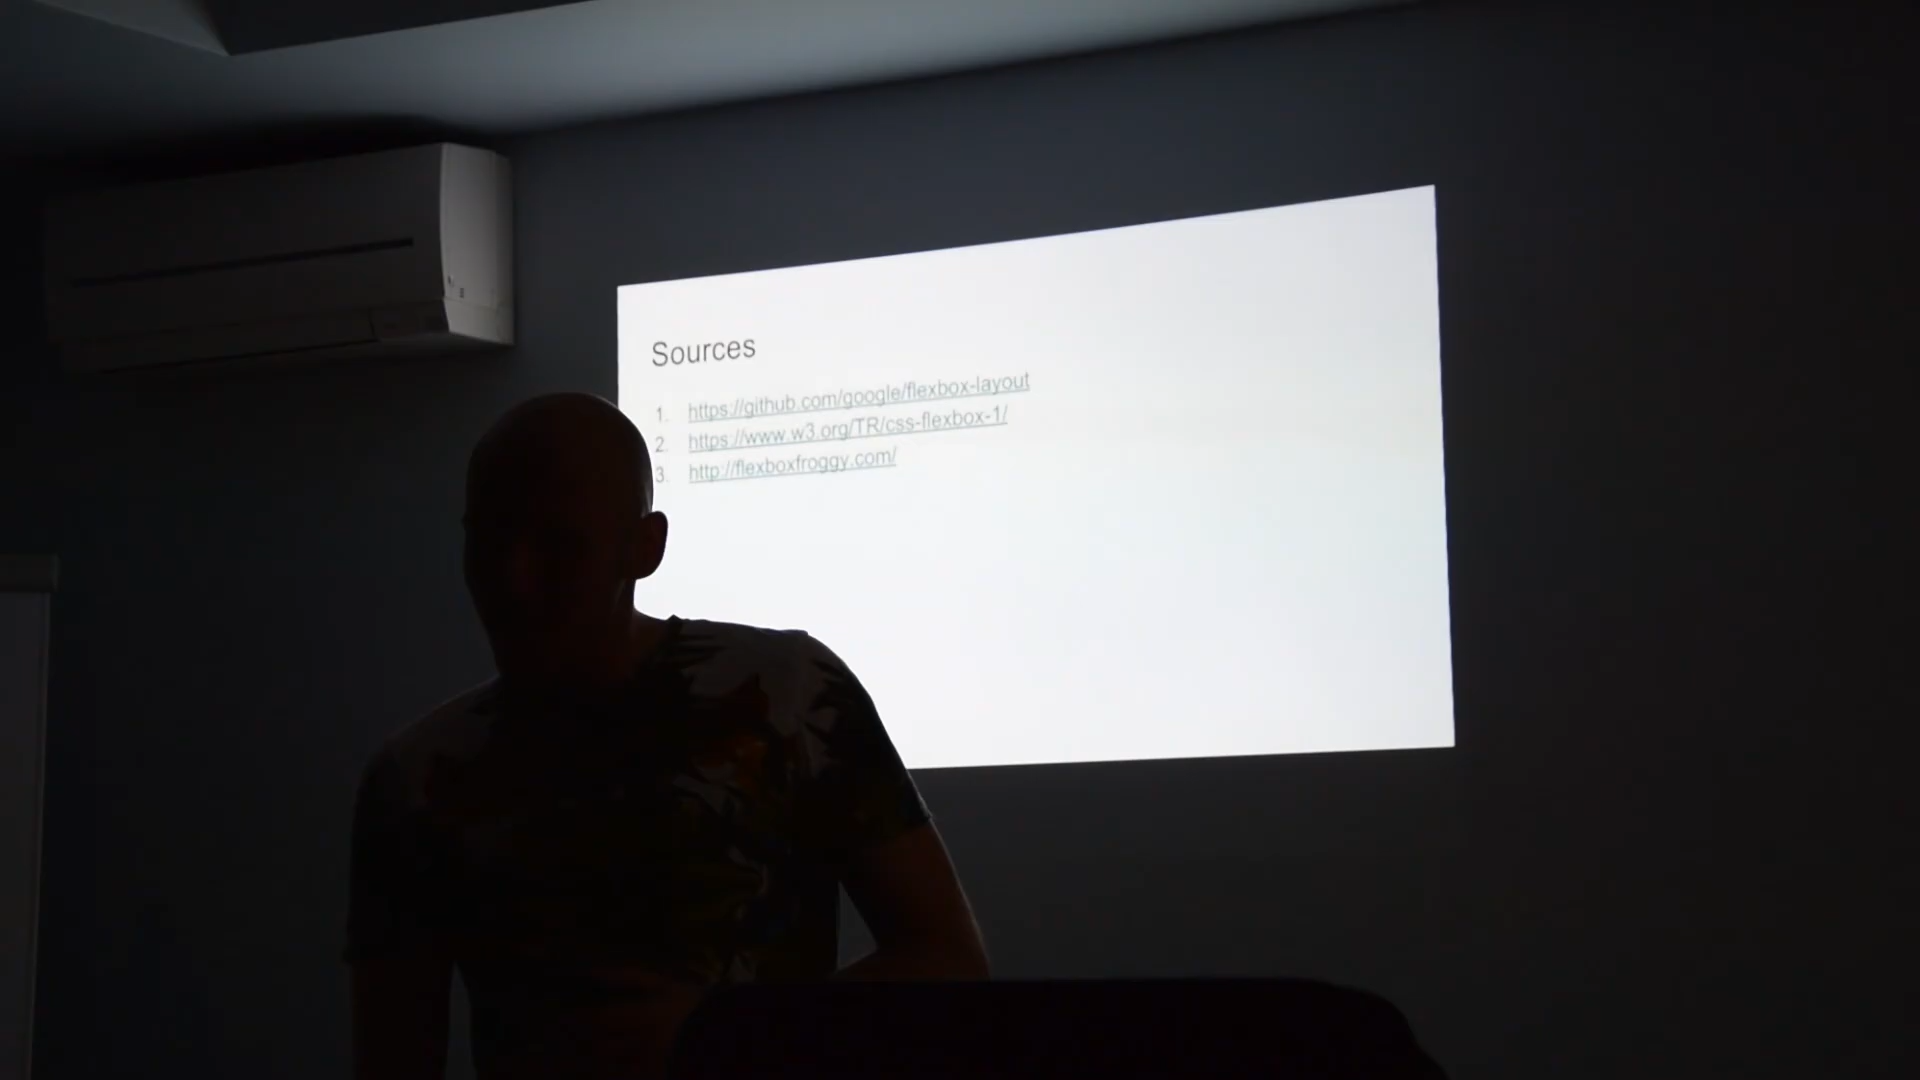 Sources
1. https://github.com/google/flexbox-layout
2. https://www.w3.org/TR/css-flexbox-1/
3. http://flexboxfroggy.com/